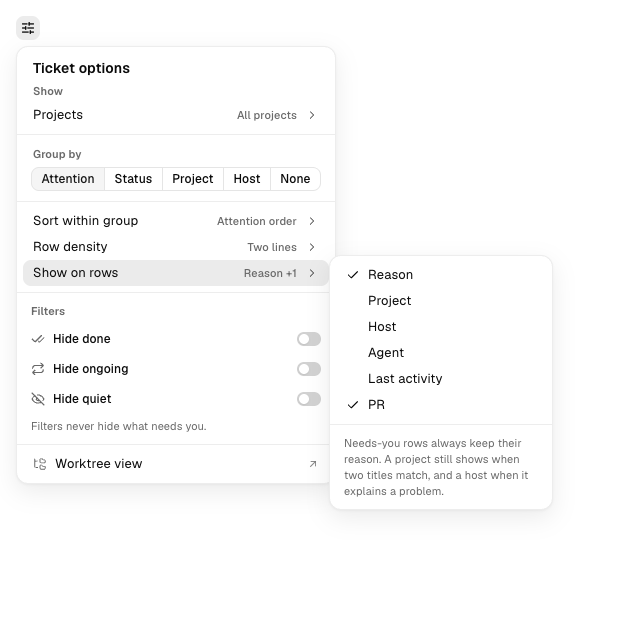 Ticket options
Show
Projects All projects
Group by
Attention Status Project Host None
Sort within group Attention order
Row density Two lines
Show on rows Reason +1
Filters
Hide done
Hide ongoing
Hide quiet
Filters never hide what needs you.
Worktree view
Reason
Project
Host
Agent
Last activity
PR
Needs-you rows always keep their
reason. A project still shows when
two titles match, and a host when it
explains a problem.